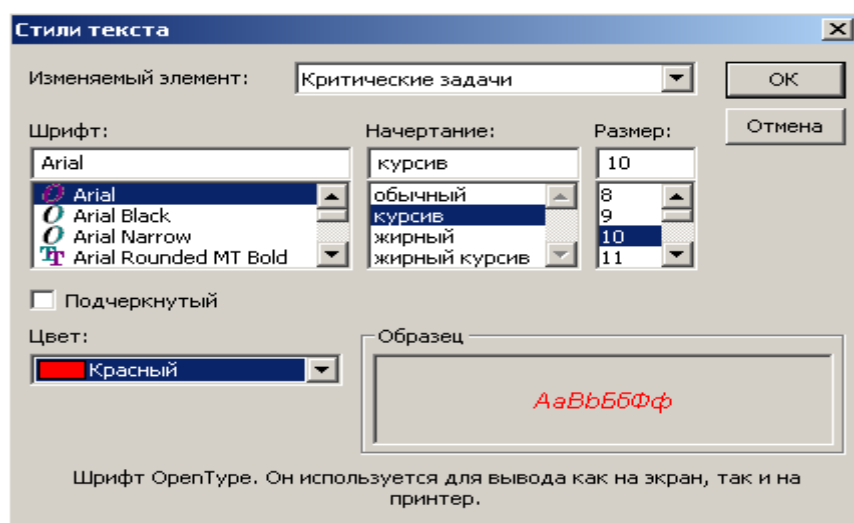 Стили текста
Изменяемый элемент: Критические задачи ОК
Шрифт: Начертание: Размер: Отмена
Arial курсив 10
Arial обычный 8
Arial Black курсив 9
Arial Narrow жирный 10
Arial Rounded MT Bold жирный курсив 11
Подчеркнутый
Цвет: Образец
Красный
АаBbБбФф
Шрифт OpenType. Он используется для вывода как на экран, так и на
принтер.